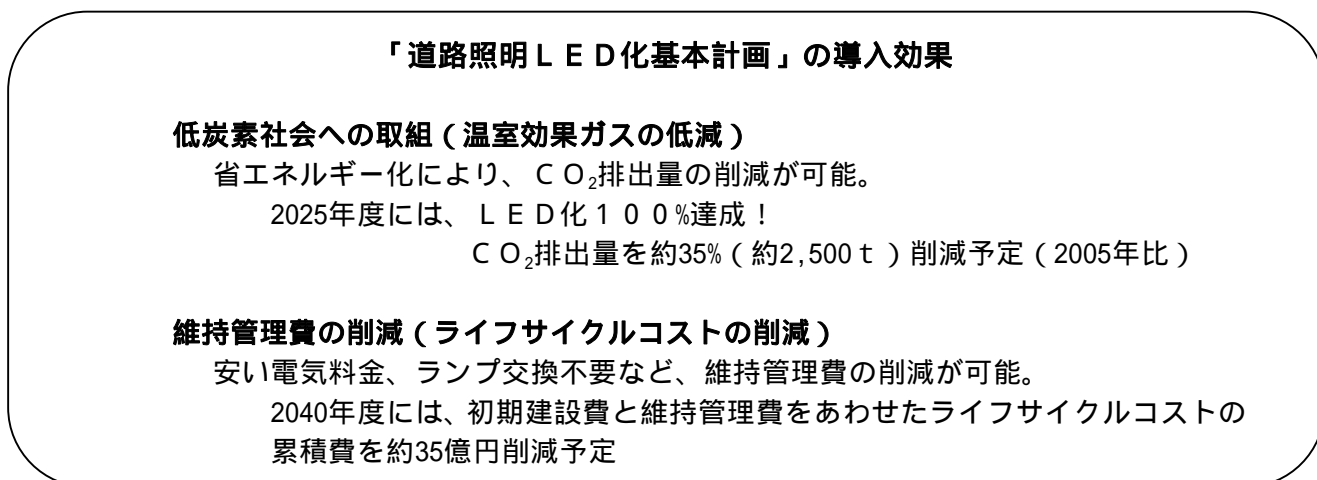 「道路照明ＬＥＤ化基本計画」の導入効果
低炭素社会への取組（温室効果ガスの低減）
省エネルギー化により、ＣＯ₂排出量の削減が可能。
2025年度には、ＬＥＤ化１００%達成！
ＣＯ₂排出量を約35%（約2,500ｔ）削減予定（2005年比）
維持管理費の削減（ライフサイクルコストの削減）
安い電気料金、ランプ交換不要など、維持管理費の削減が可能。
2040年度には、初期建設費と維持管理費をあわせたライフサイクルコストの
累積費を約35億円削減予定